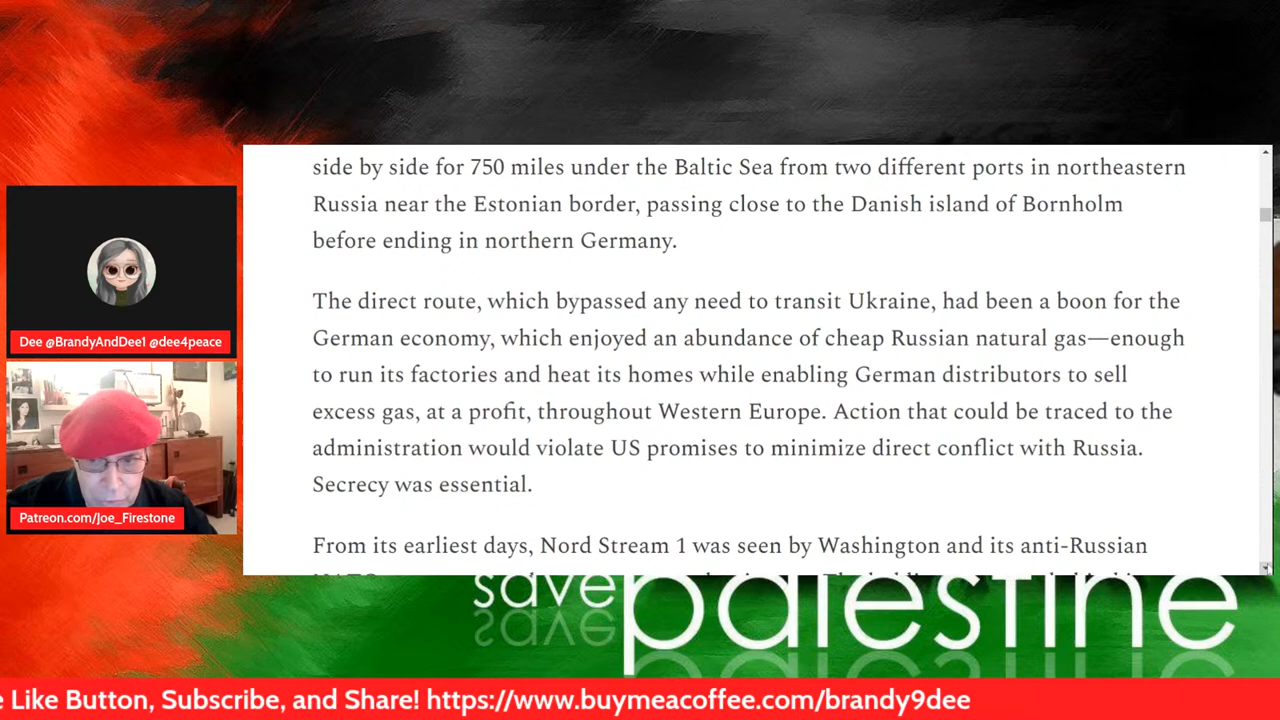 side by side for 750 miles under the Baltic Sea from two different ports in northeastern
Russia near the Estonian border, passing close to the Danish island of Bornholm
before ending in northern Germany.
The direct route, which bypassed any need to transit Ukraine, had been a boon for the
German economy, which enjoyed an abundance of cheap Russian natural gas—enough
to run its factories and heat its homes while enabling German distributors to sell
excess gas, at a profit, throughout Western Europe. Action that could be traced to the
administration would violate US promises to minimize direct conflict with Russia.
Secrecy was essential.
From its earliest days, Nord Stream 1 was seen by Washington and its anti-Russian
Dee @BrandyAndDee1 @dee4peace
Patreon.com/Joe_Firestone
save palestine
Like Button, Subscribe, and Share! https://www.buymeacoffee.com/brandy9dee